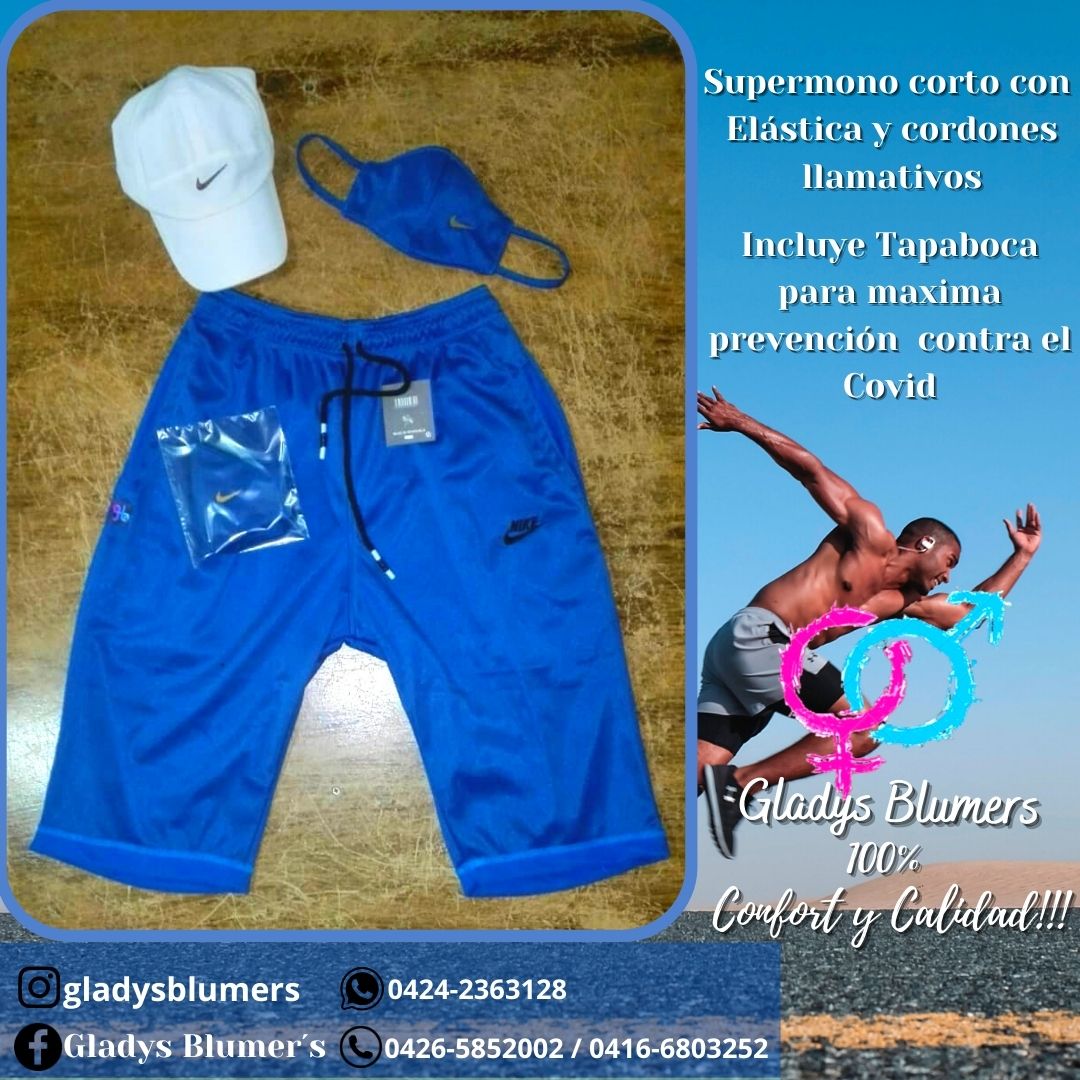 Supermono corto con
Elástica y cordones
llamativos
Incluye Tapaboca
para maxima
prevención contra el
Covid
NIKE
Gladys Blumers
100%
Confort y Calidad!!!
gladysblumers
0424-2363128
Gladys Blumer´s
0426-5852002 / 0416-6803252